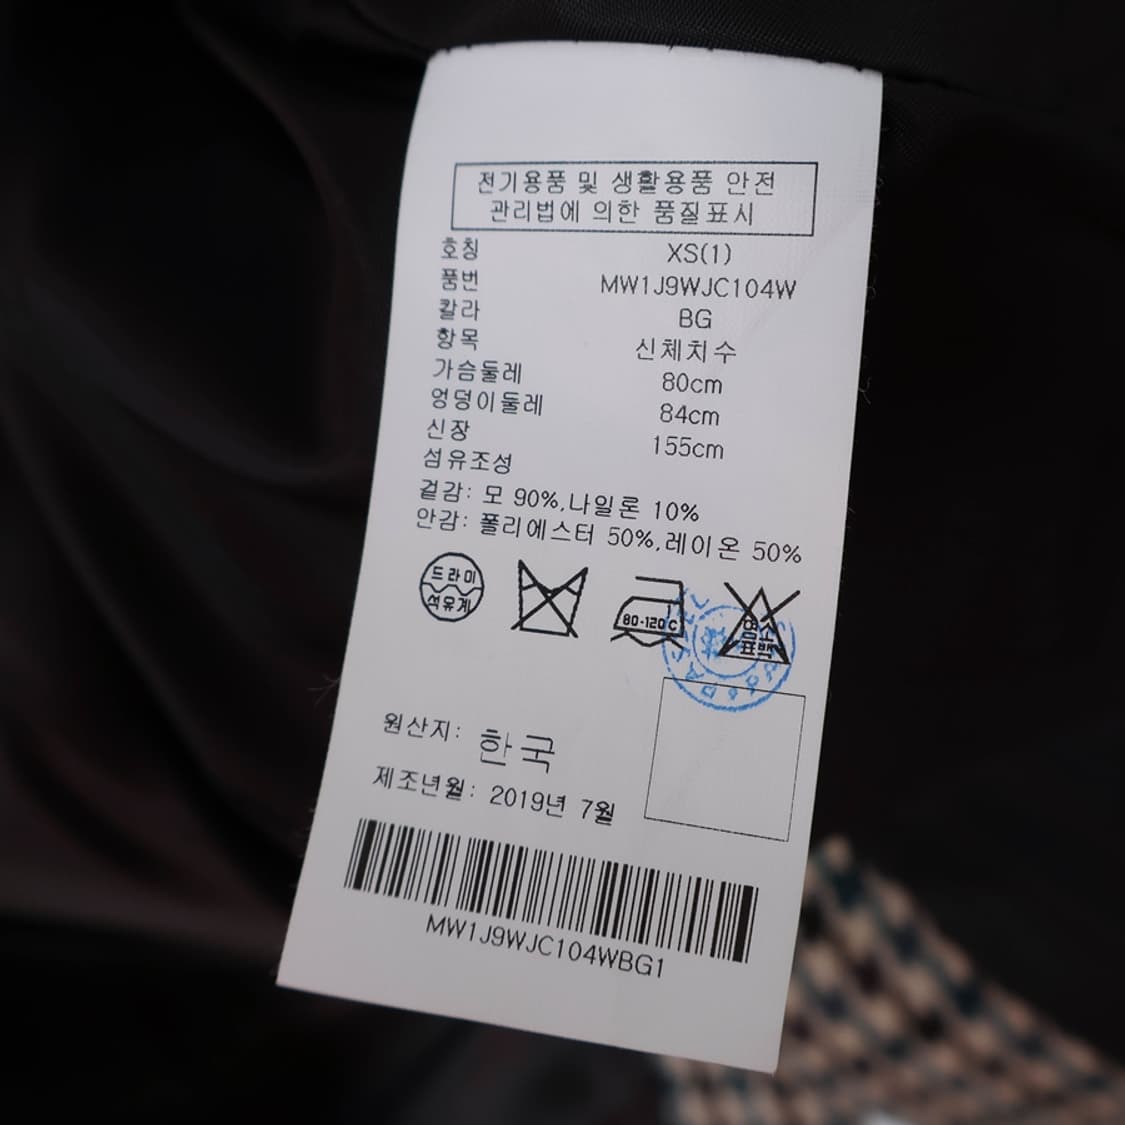 전기용품 및 생활용품 안전
관리법에 의한 품질표시
호칭 XS(1)
품번 MW1J9WJC104W
칼라 BG
항목 신체치수
가슴둘레 80cm
엉덩이둘레 84cm
신장 155cm
섬유조성
겉감: 모 90%,나일론 10%
안감: 폴리에스터 50%,레이온 50%
드라이
석유계
80-120℃
염소
표백
원산지: 한국
제조년월: 2019년 7월
MW1J9WJC104WBG1